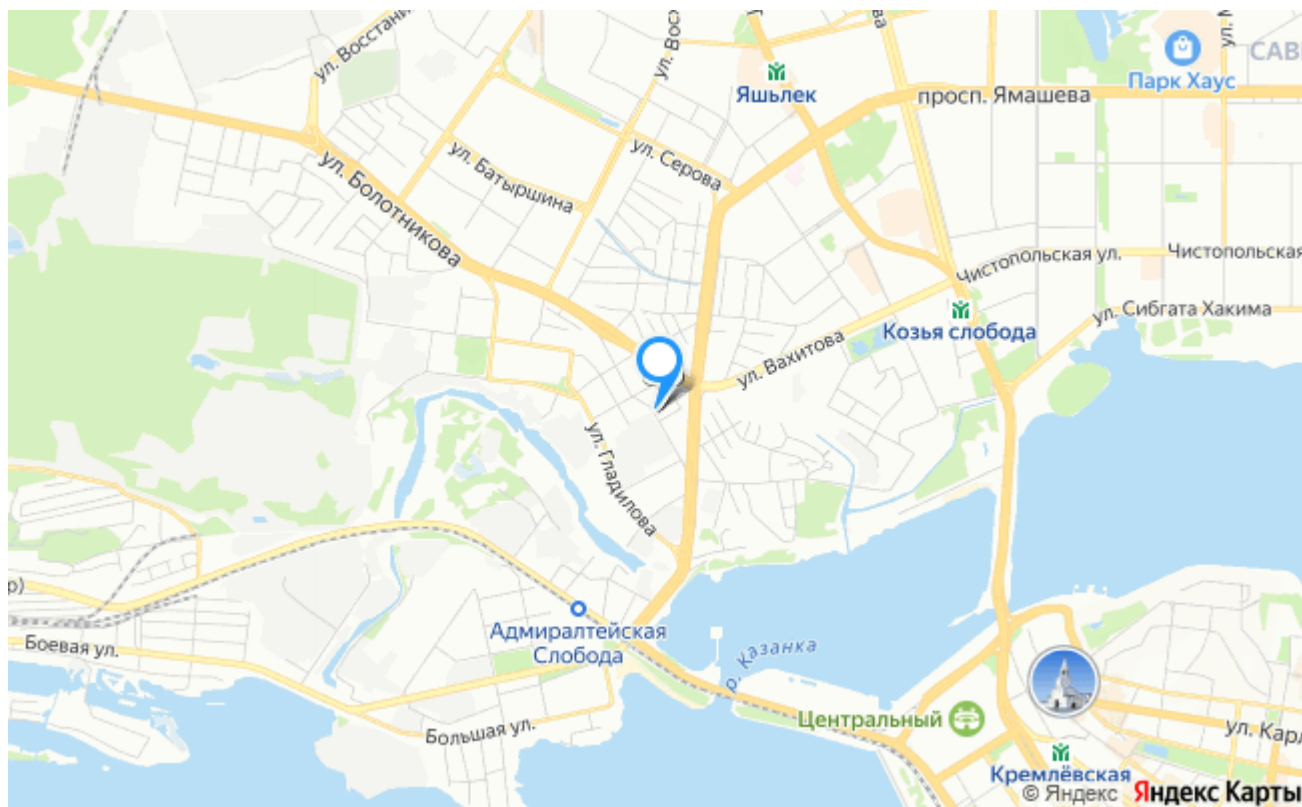 ул. Восстани
ул. Вос
Яшьлек
просп. Ямашева
Парк Хаус
САВ
ул. Болотникова
ул. Батыршина
ул. Серова
Чистопольская ул.
Чистопольская
Козья слобода
ул. Сибгата Хакима
ул. Вахитова
ул. Гладилова
р)
Адмиралтейская
Слобода
Боевая ул.
р. Казанка
Большая ул.
Центральный
ул. Карл
Кремлёвская
© Яндекс Яндекс Карты